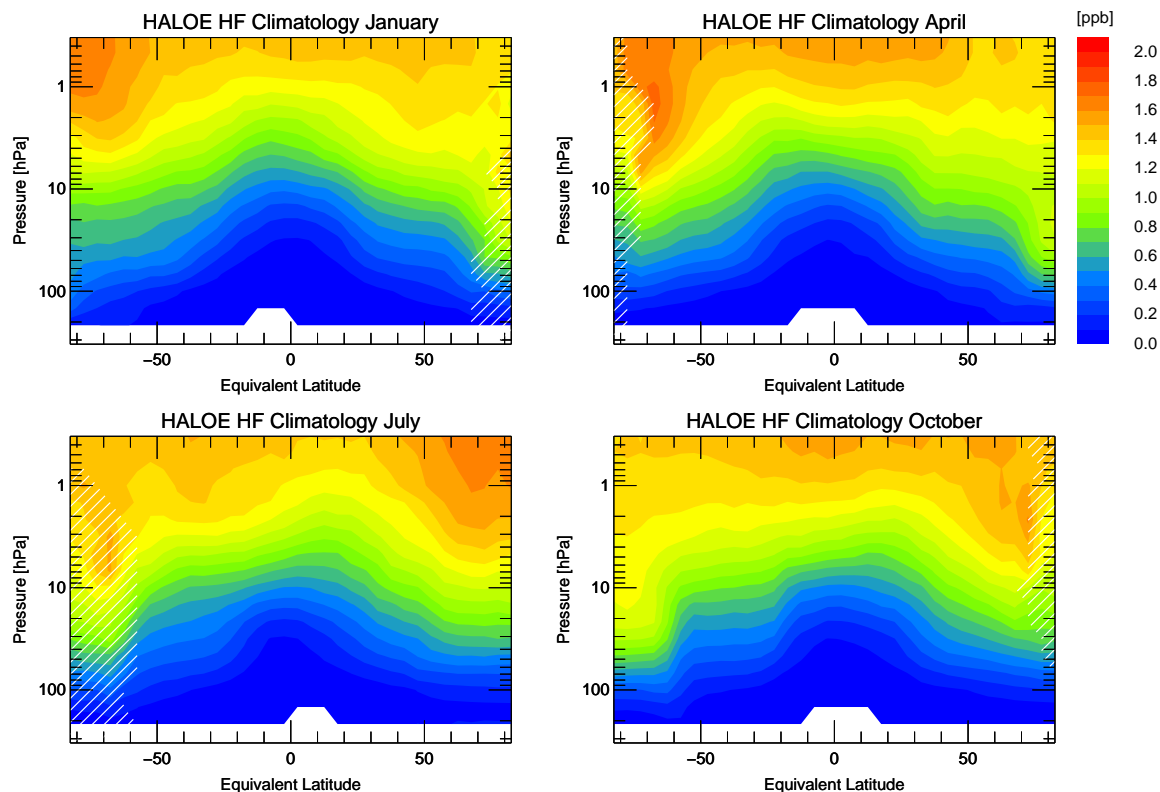 HALOE HF Climatology January
HALOE HF Climatology April
[ppb]
Pressure [hPa]
1
10
100
−50
0
50
Equivalent Latitude
Pressure [hPa]
1
10
100
−50
0
50
Equivalent Latitude
2.0
1.8
1.6
1.4
1.2
1.0
0.8
0.6
0.4
0.2
0.0
HALOE HF Climatology July
HALOE HF Climatology October
Pressure [hPa]
1
10
100
−50
0
50
Equivalent Latitude
Pressure [hPa]
1
10
100
−50
0
50
Equivalent Latitude